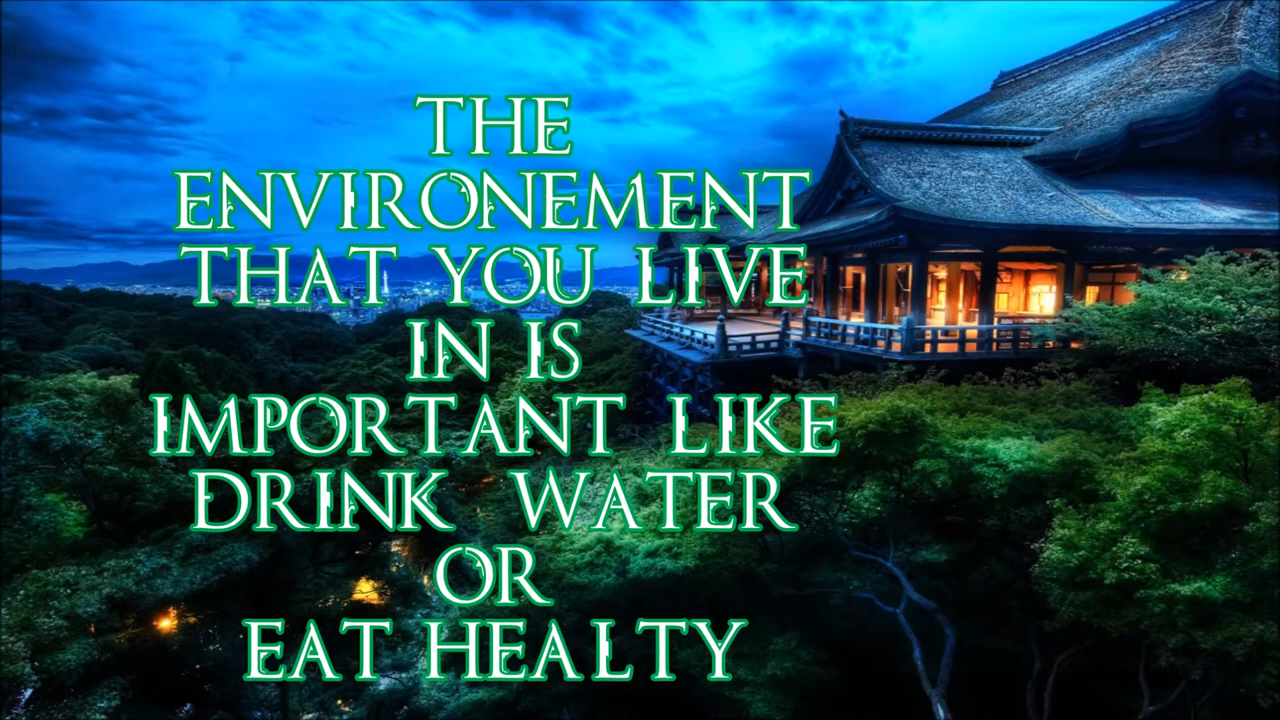 THE
ENVIRONEMENT
THAT YOU LIVE
IN IS
IMPORTANT LIKE
DRINK WATER
OR
EAT HEALTY